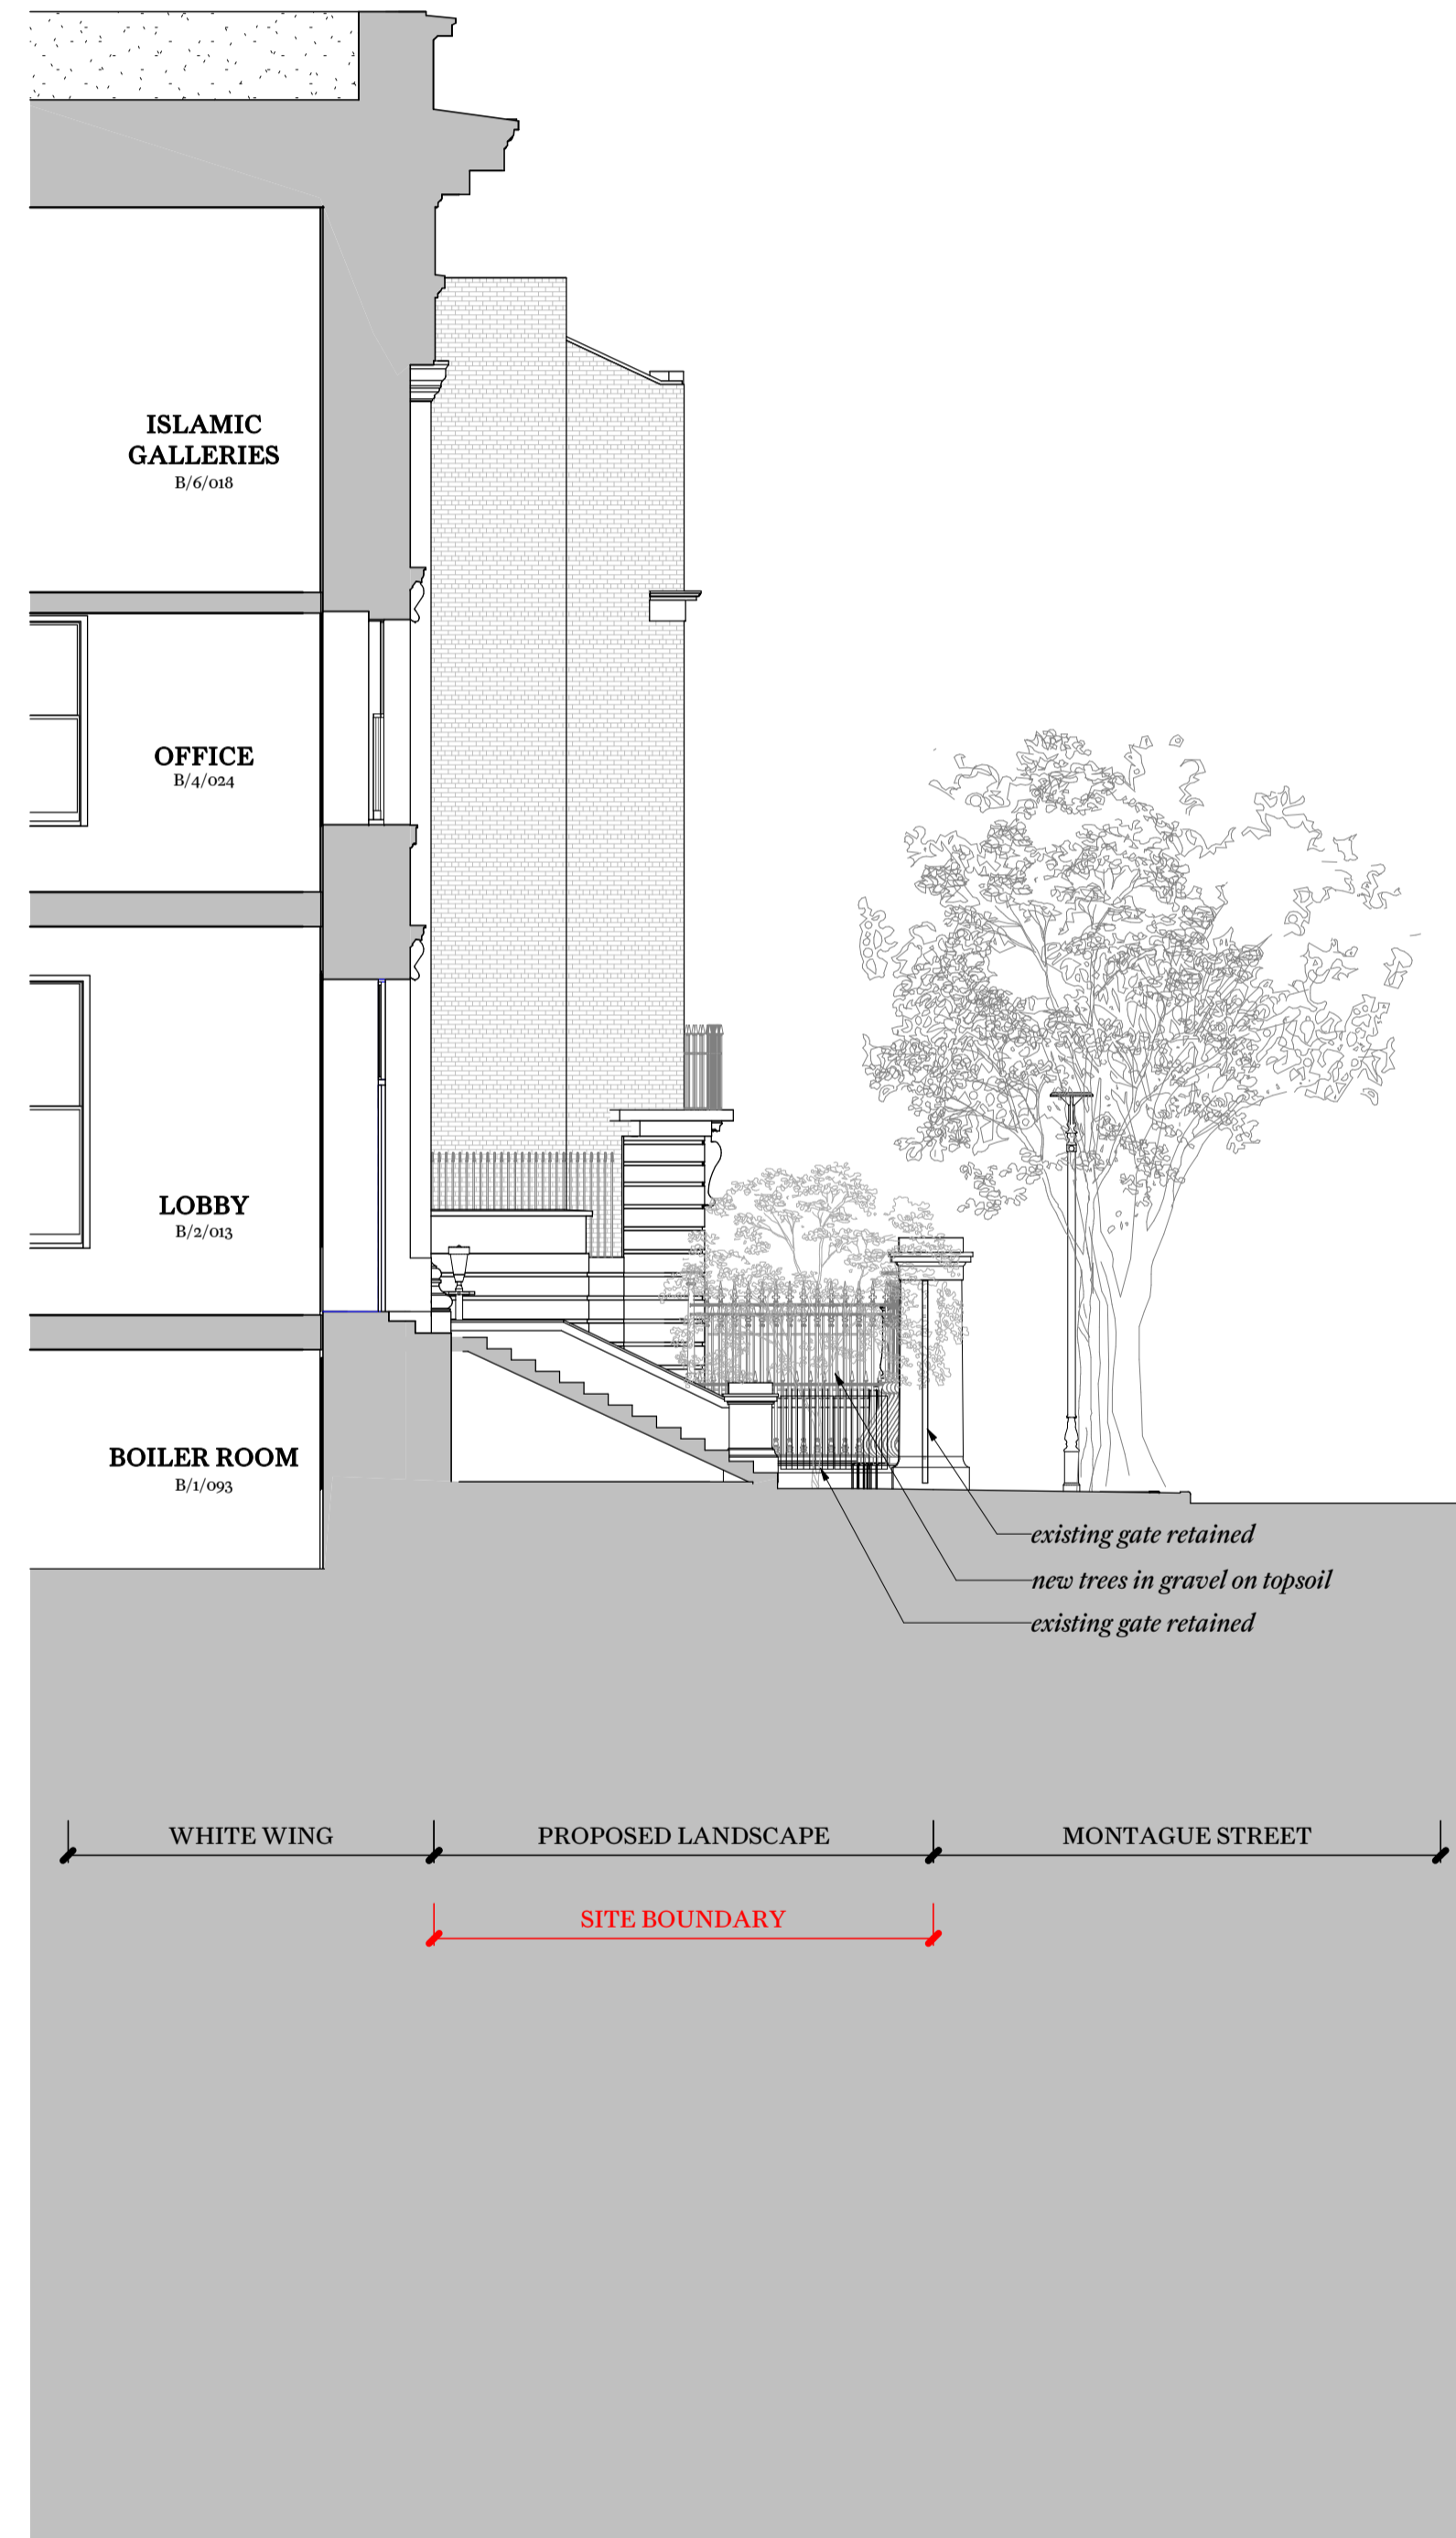 ISLAMIC
GALLERIES
B/6/018
OFFICE
B/4/024
LOBBY
B/2/013
BOILER ROOM
B/1/093
existing gate retained
new trees in gravel on topsoil
existing gate retained
WHITE WING
PROPOSED LANDSCAPE
MONTAGUE STREET
SITE BOUNDARY